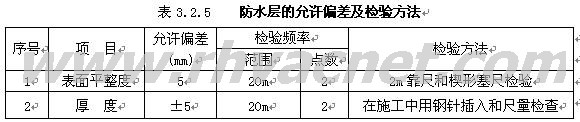 表 3.2.5 防水层的允许偏差及检验方法
序号 项 目 允许偏差(mm) 检验频率 检验方法
范围 点数
1 表面平整度 5 20m 2 2m 靠尺和楔形塞尺检验
2 厚 度 ±5 20m 2 在施工中用钢针插入和尺量检查